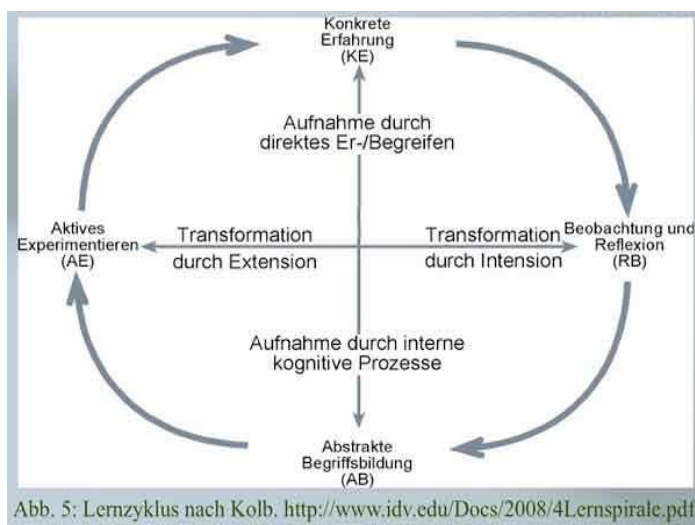 Konkrete
Erfahrung
(KE)
Aufnahme durch
direktes Er-/Begreifen
Aktives
Experimentieren
(AE)
Transformation
durch Extension
Transformation
durch Intension
Beobachtung und
Reflexion
(RB)
Aufnahme durch interne
kognitive Prozesse
Abstrakte
Begriffsbildung
(AB)
Abb. 5: Lernzyklus nach Kolb. http://www.idv.edu/Docs/2008/4Lernspirale.pdf